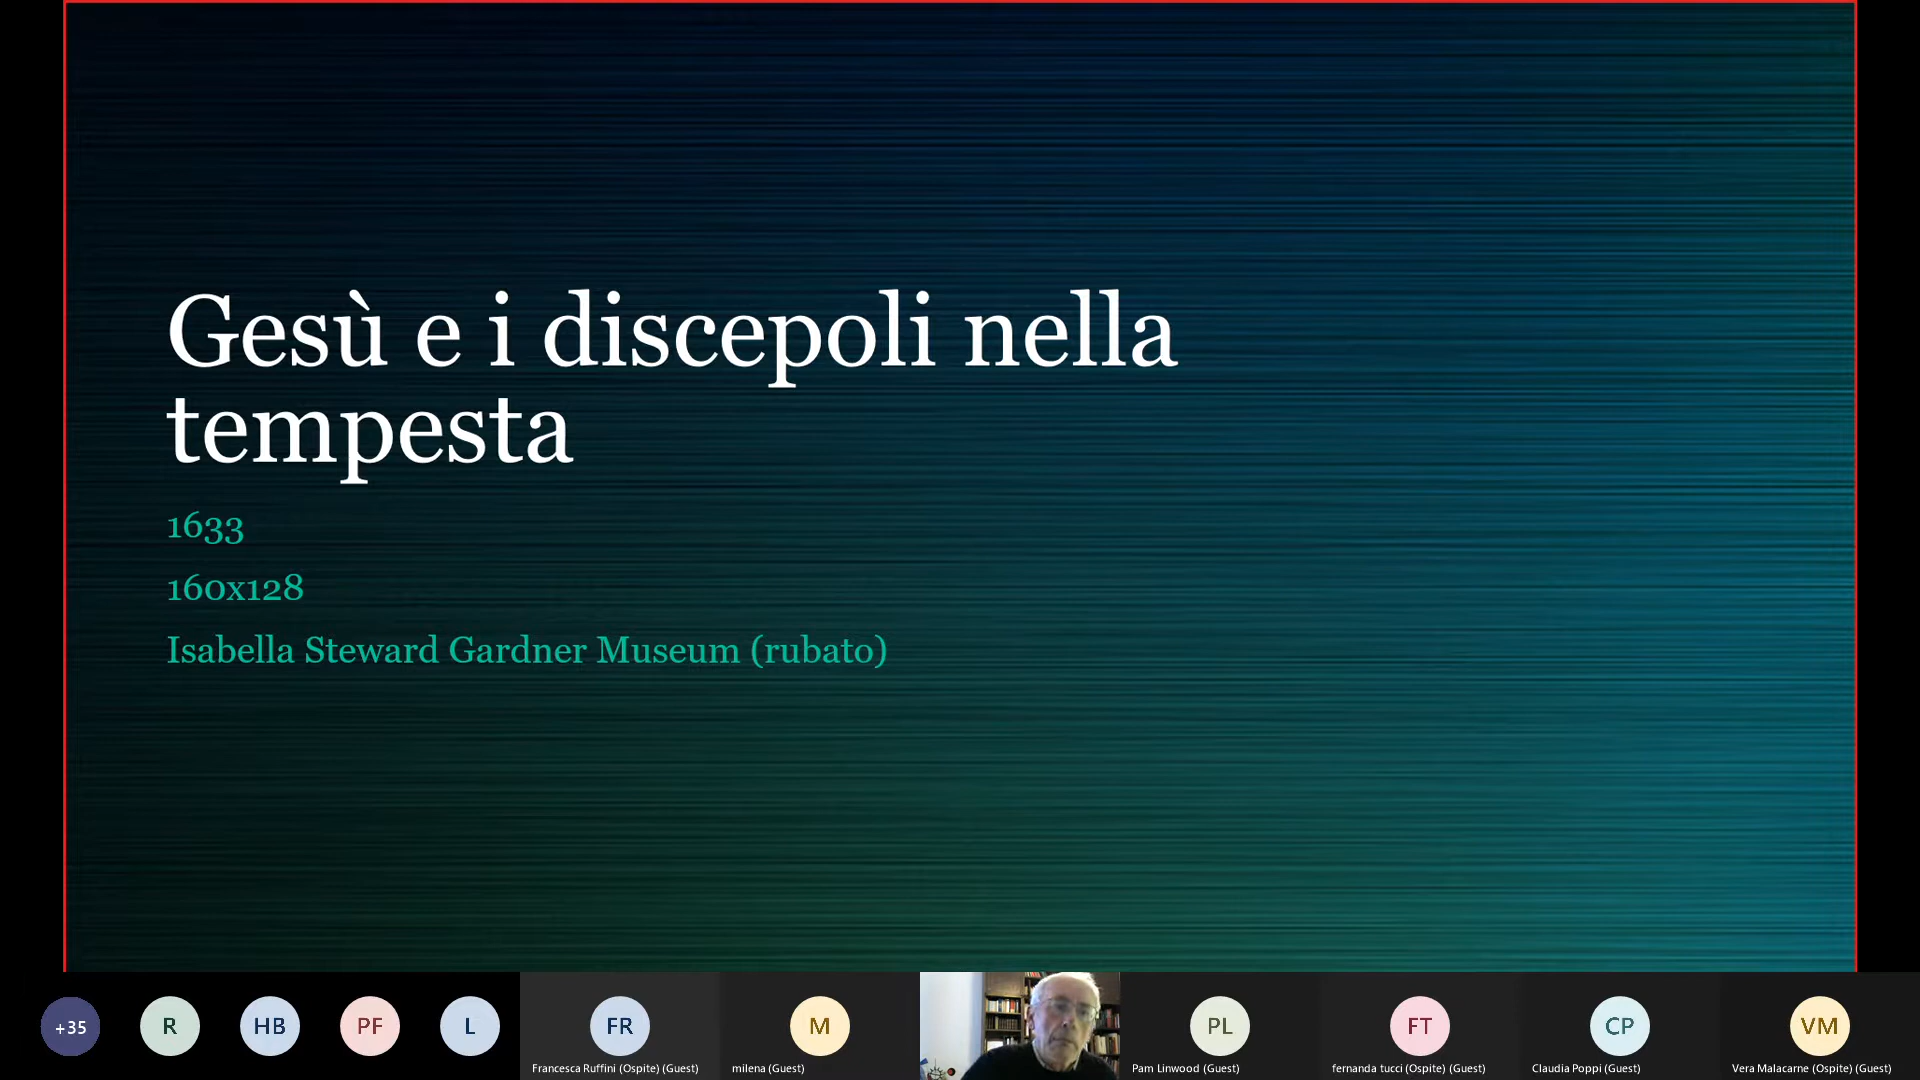 Gesù e i discepoli nella
tempesta
1633
160x128
Isabella Steward Gardner Museum (rubato)
+35
R
HB
PF
L
FR
M
PL
FT
CP
VM
Francesca Ruffini (Ospite) (Guest)
milena (Guest)
Pam Linwood (Guest)
fernanda tucci (Ospite) (Guest)
Claudia Poppi (Guest)
Vera Malacarne (Ospite) (Guest)